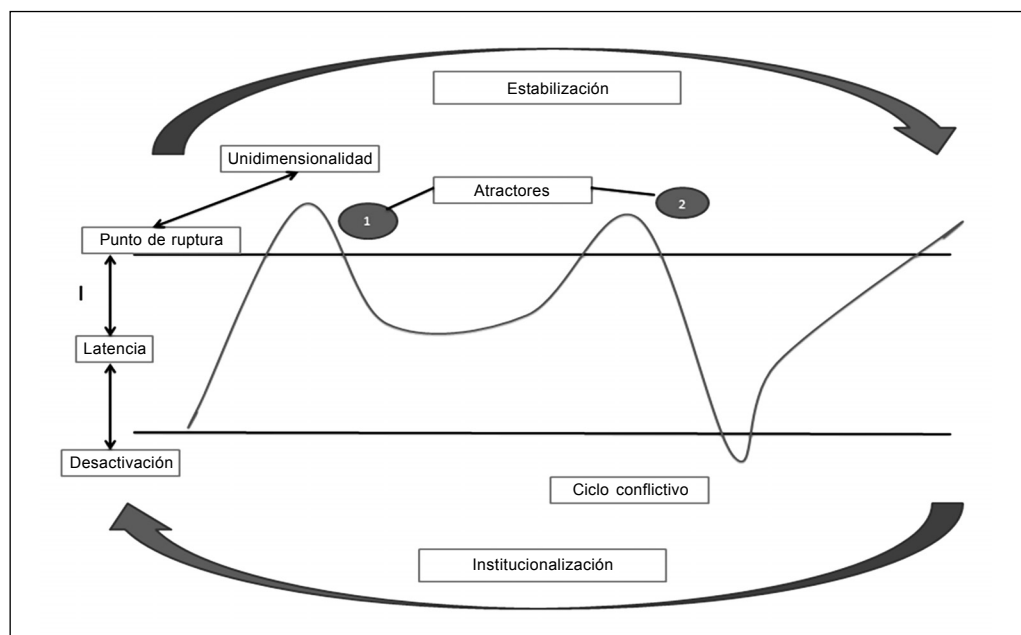 Estabilización
Unidimensionalidad
Atractores
1
2
Punto de ruptura
I
Latencia
Desactivación
Ciclo conflictivo
Institucionalización